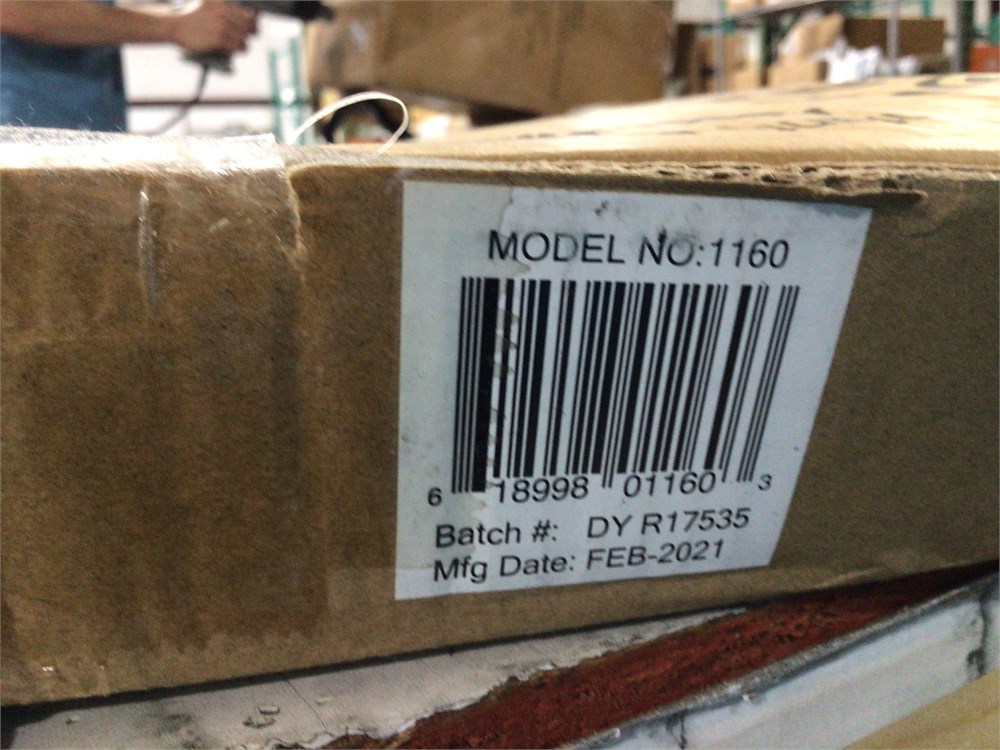 MODEL NO:1160
6 18998 01160 3
Batch #: DY R17535
Mfg Date: FEB-2021